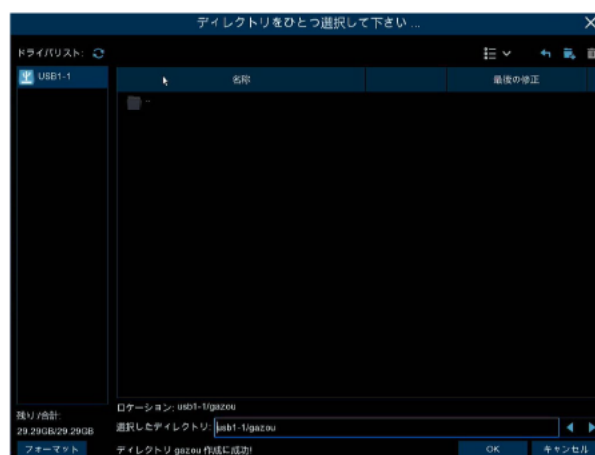 ディレクトリをひとつ選択して下さい ...
ドライバリスト:
USB1-1
名称
最後の修正
ロケーション: usb1-1/gazou
残り/合計:
29.29GB/29.29GB
選択したディレクトリ: usb1-1/gazou
フォーマット
ディレクトリ gazou 作成に成功!
OK
キャンセル